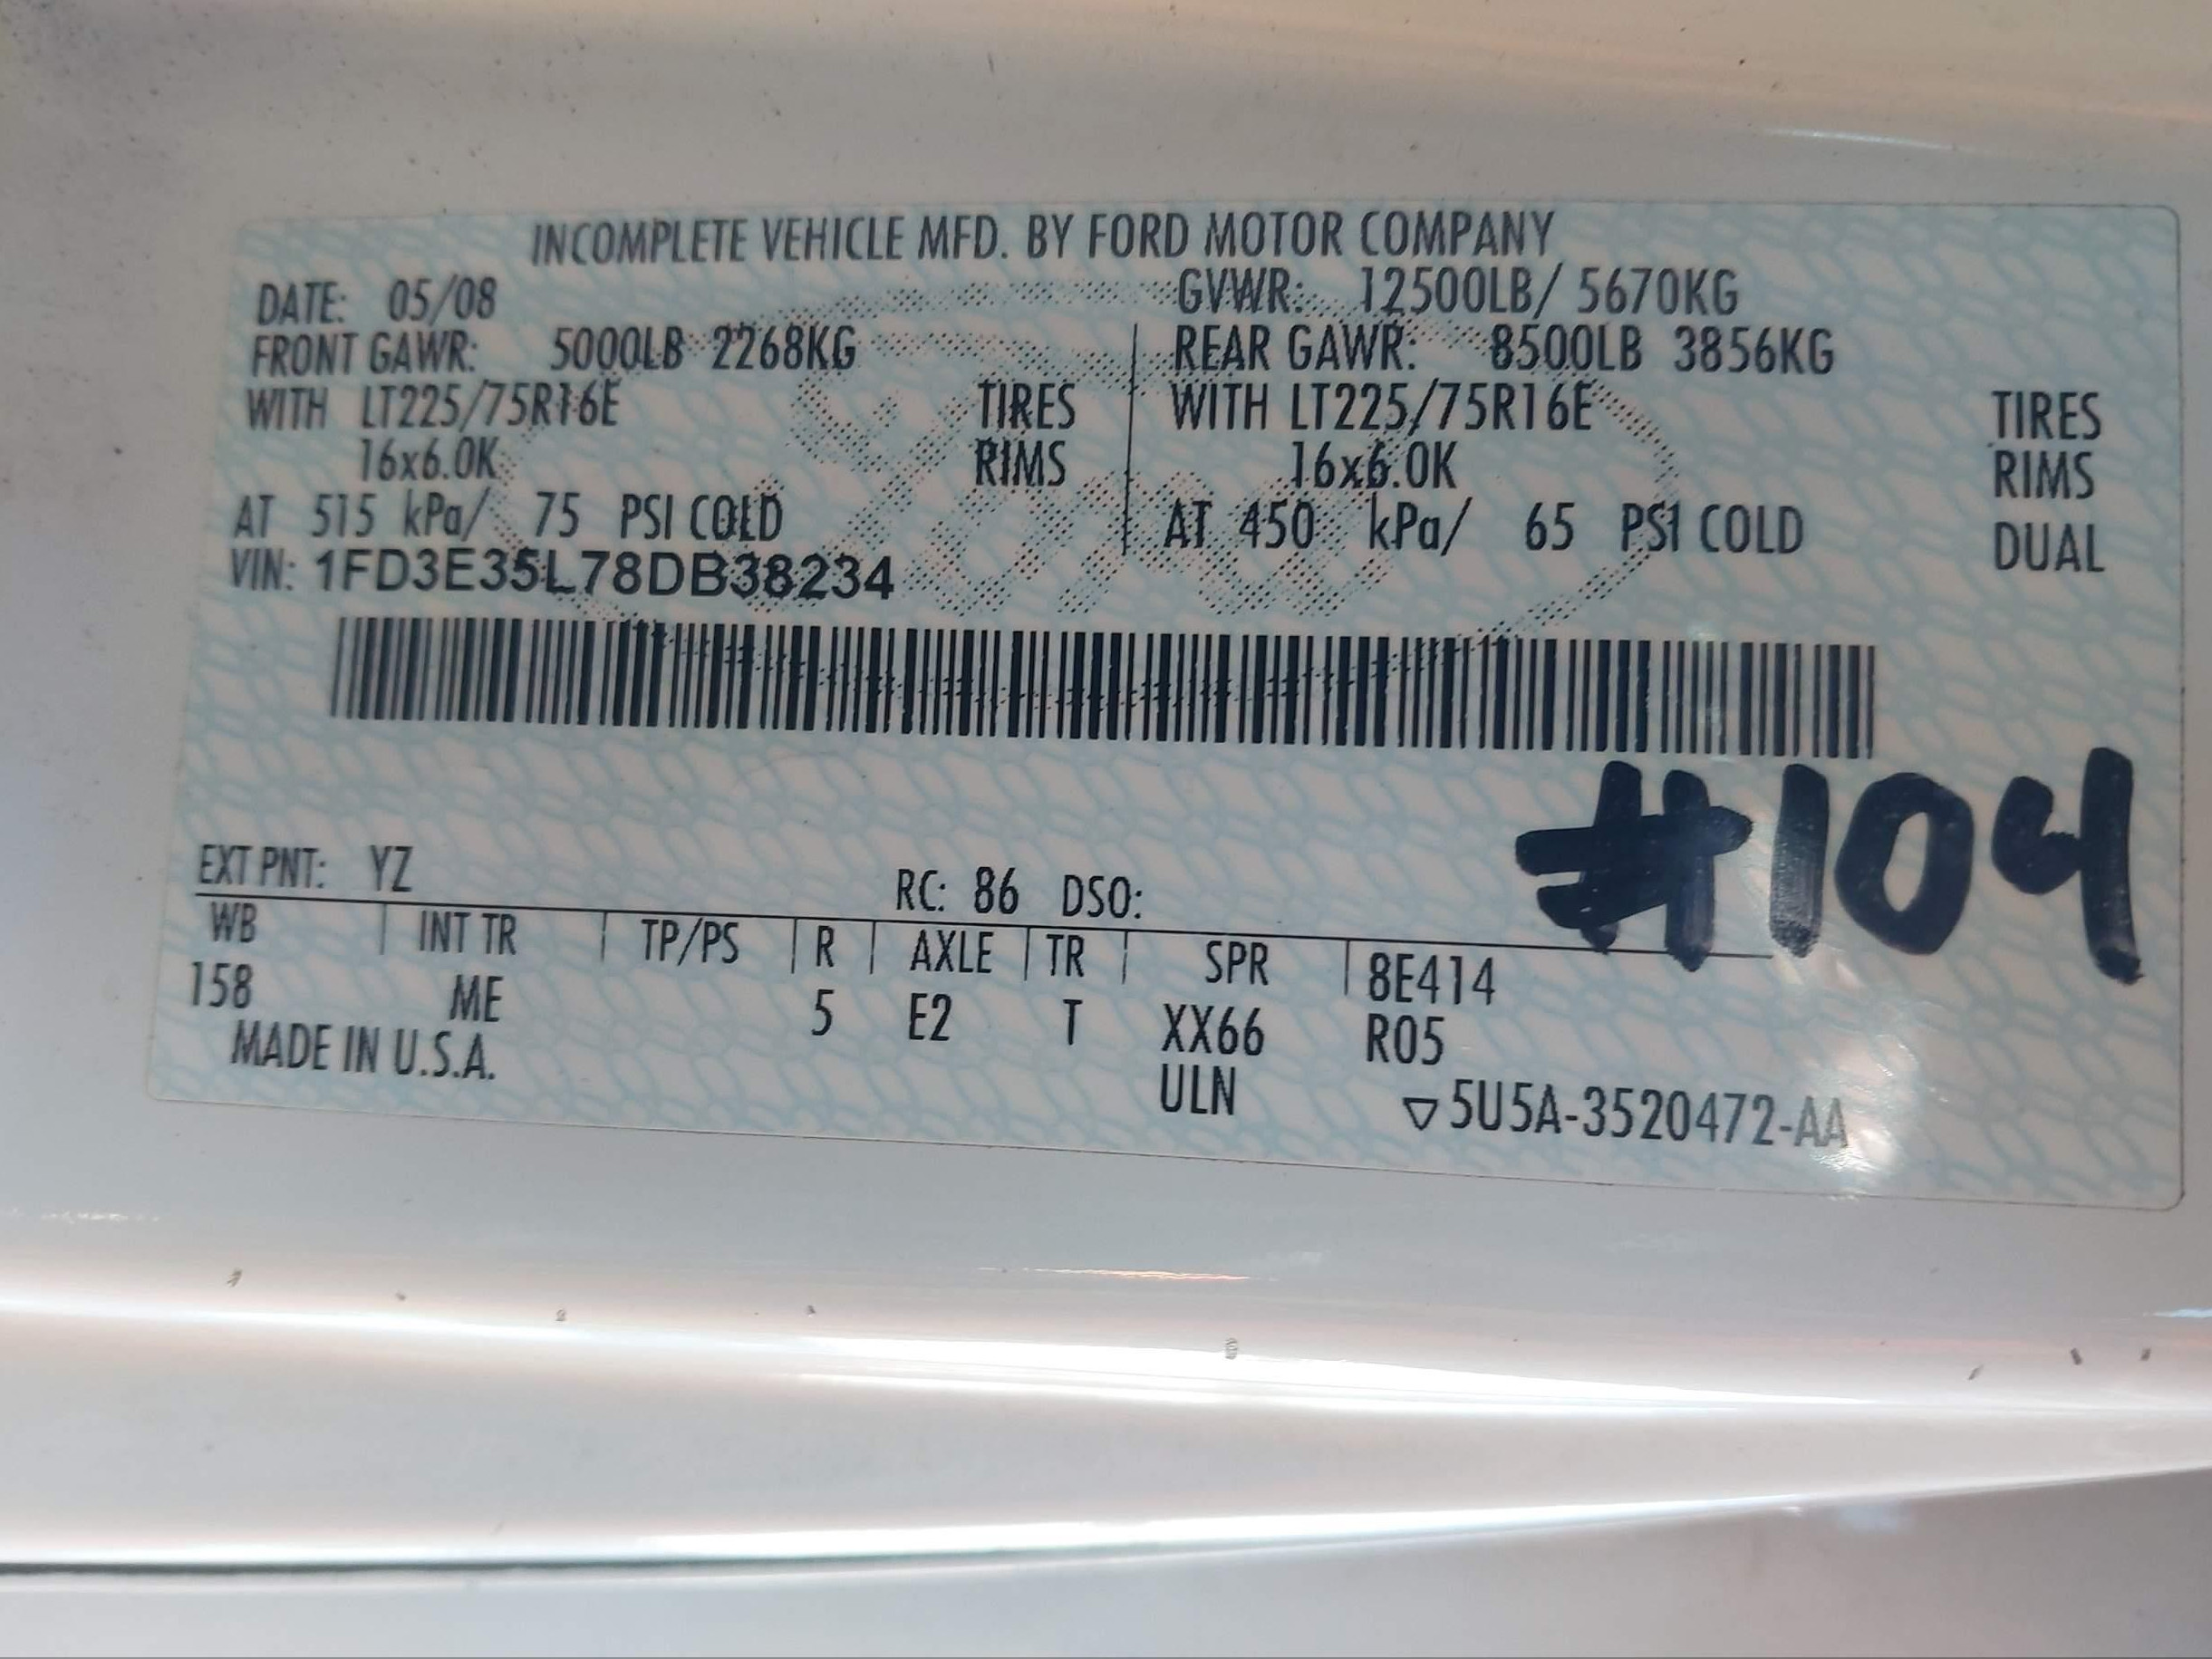 INCOMPLETE VEHICLE MFD. BY FORD MOTOR COMPANY
DATE: 05/08 GVWR: 12500LB/ 5670KG
FRONT GAWR: 5000LB 2268KG REAR GAWR: 8500LB 3856KG
WITH LT225/75R16E TIRES WITH LT225/75R16E TIRES
16x6.0K RIMS 16x6.0K RIMS
AT 515 kPa/ 75 PSI COLD AT 450 kPa/ 65 PSI COLD DUAL
VIN: 1FD3E35L78DB38234
#104
EXT PNT: YZ RC: 86 DSO:
WB INT TR TP/PS R AXLE TR SPR 8E414
158 ME 5 E2 T XX66 R05
MADE IN U.S.A. ULN ▽5U5A-3520472-AA